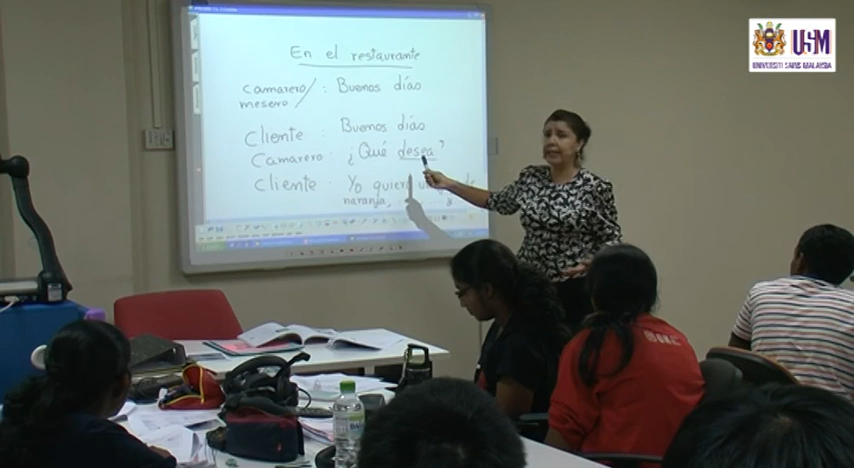 En el restaurante
camarero/ : Buenos días
mesero
Cliente : Buenos días
Camarero : ¿Qué desea?
Cliente : Yo quiero
naranja,
USM
UNIVERSITI SAINS MALAYSIA